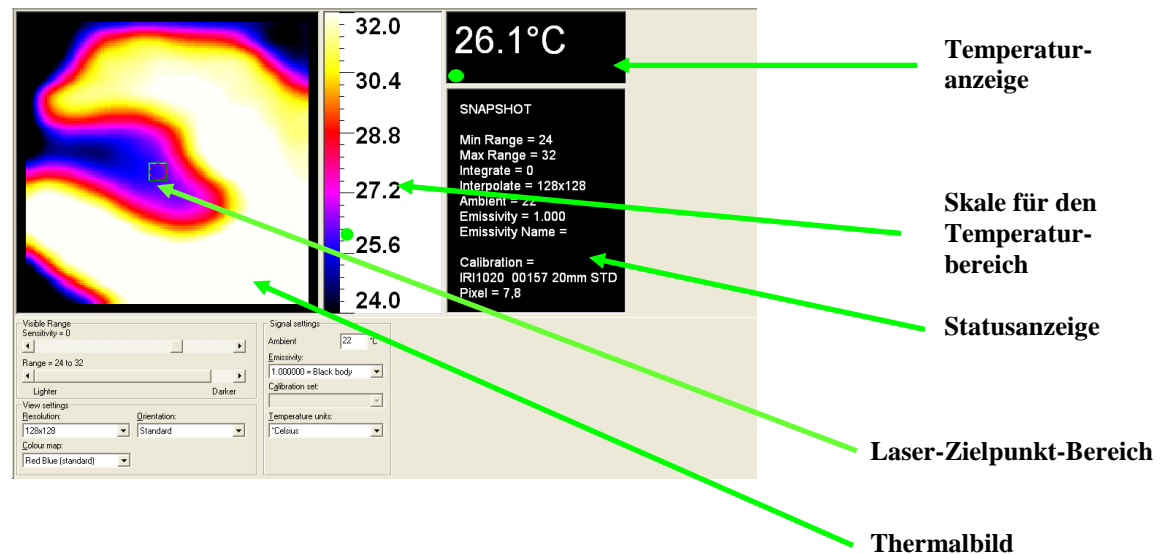 32.0
30.4
28.8
27.2
25.6
24.0
26.1°C
SNAPSHOT
Min Range = 24
Max Range = 32
Integrate = 0
Interpolate = 128x128
Ambient = 22
Emissivity = 1.000
Emissivity Name =
Calibration =
IRI1020 00157 20mm STD
Pixel = 7,8
Temperatur-
anzeige
Skale für den
Temperatur-
bereich
Statusanzeige
Laser-Zielpunkt-Bereich
Thermalbild
Visible Range
Sensitivity = 0
Range = 24 to 32
Lighter Darker
View settings
Resolution: Orientation:
128x128 Standard
Colour map:
Red Blue (standard)
Signal settings
Ambient 22 °C
Emissivity:
1.000000 = Black body
Calibration set:
Temperature units:
°Celsius